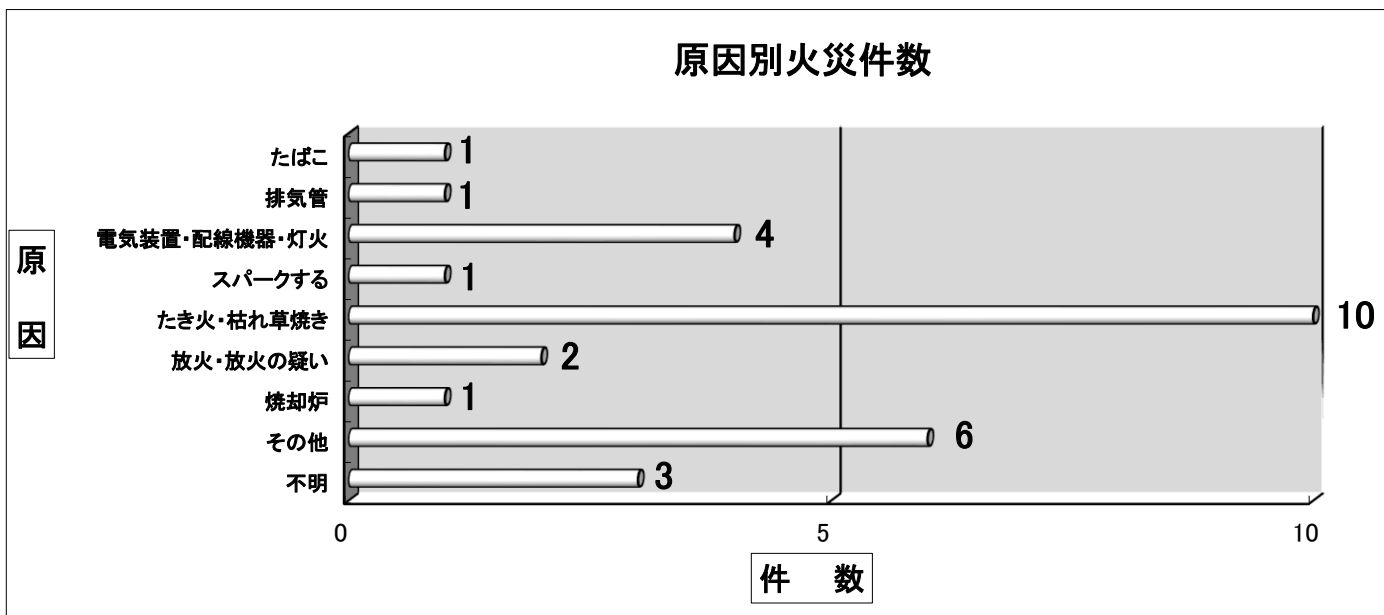 原因別火災件数
たばこ 1
排気管 1
電気装置・配線機器・灯火 4
スパークする 1
たき火・枯れ草焼き 10
放火・放火の疑い 2
焼却炉 1
その他 6
不明 3
原因
0 5 10
件 数